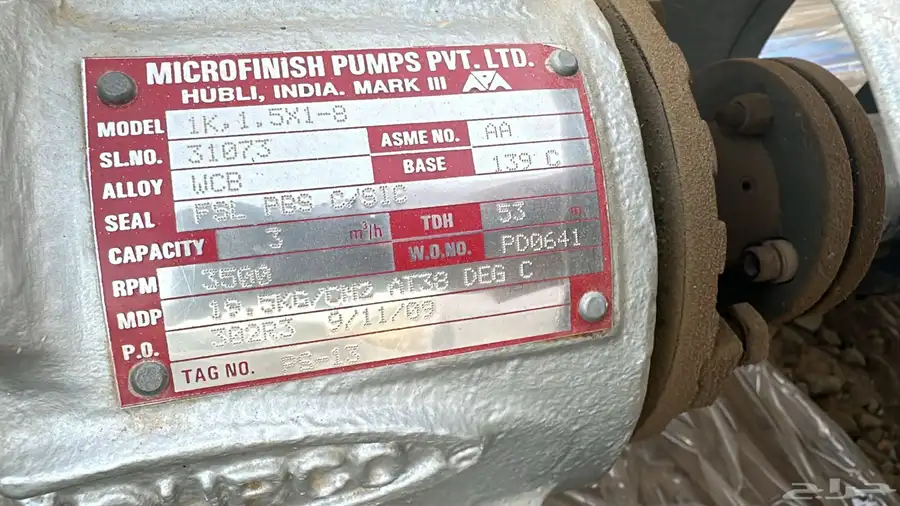 MICROFINISH PUMPS PVT. LTD.
HUBLI, INDIA. MARK III
MODEL 1K,1.5X1-8
SL.NO. 31073 ASME NO. AA
ALLOY WCB BASE 139 C
SEAL FSL PBS C/SIC
CAPACITY 3 m³/h TDH 53 m.
RPM 3500 W.O.NO. PD0641
MDP 19.5KG/CM2 AT38 DEG C
P.O. 302R3 9/11/09
TAG NO. PS-13
حراج